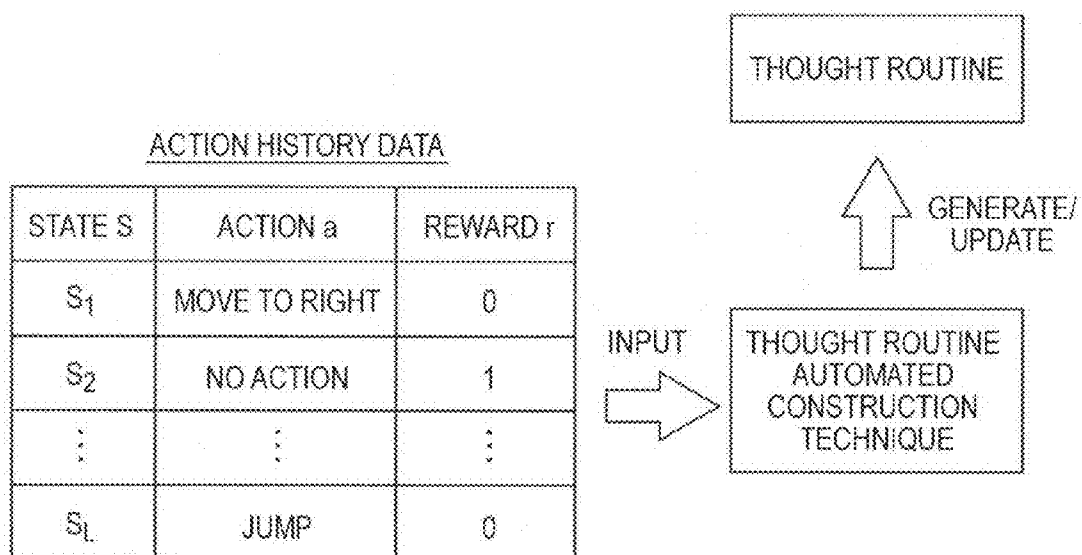 THOUGHT ROUTINE
GENERATE/
UPDATE
ACTION HISTORY DATA
STATE S ACTION a REWARD r
S₁ MOVE TO RIGHT 0
S₂ NO ACTION 1
⋮ ⋮ ⋮
S_L JUMP 0
INPUT
THOUGHT ROUTINE
AUTOMATED
CONSTRUCTION
TECHNIQUE